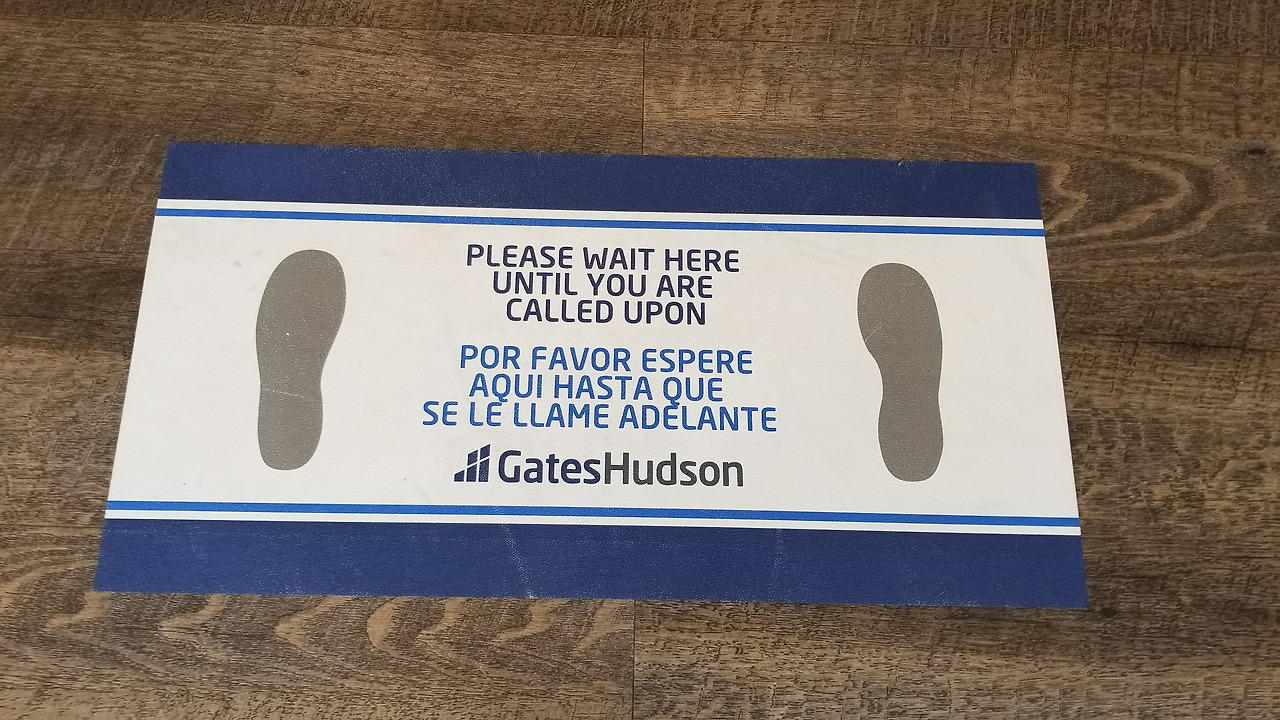 PLEASE WAIT HERE
UNTIL YOU ARE
CALLED UPON
POR FAVOR ESPERE
AQUI HASTA QUE
SE LE LLAME ADELANTE
GatesHudson